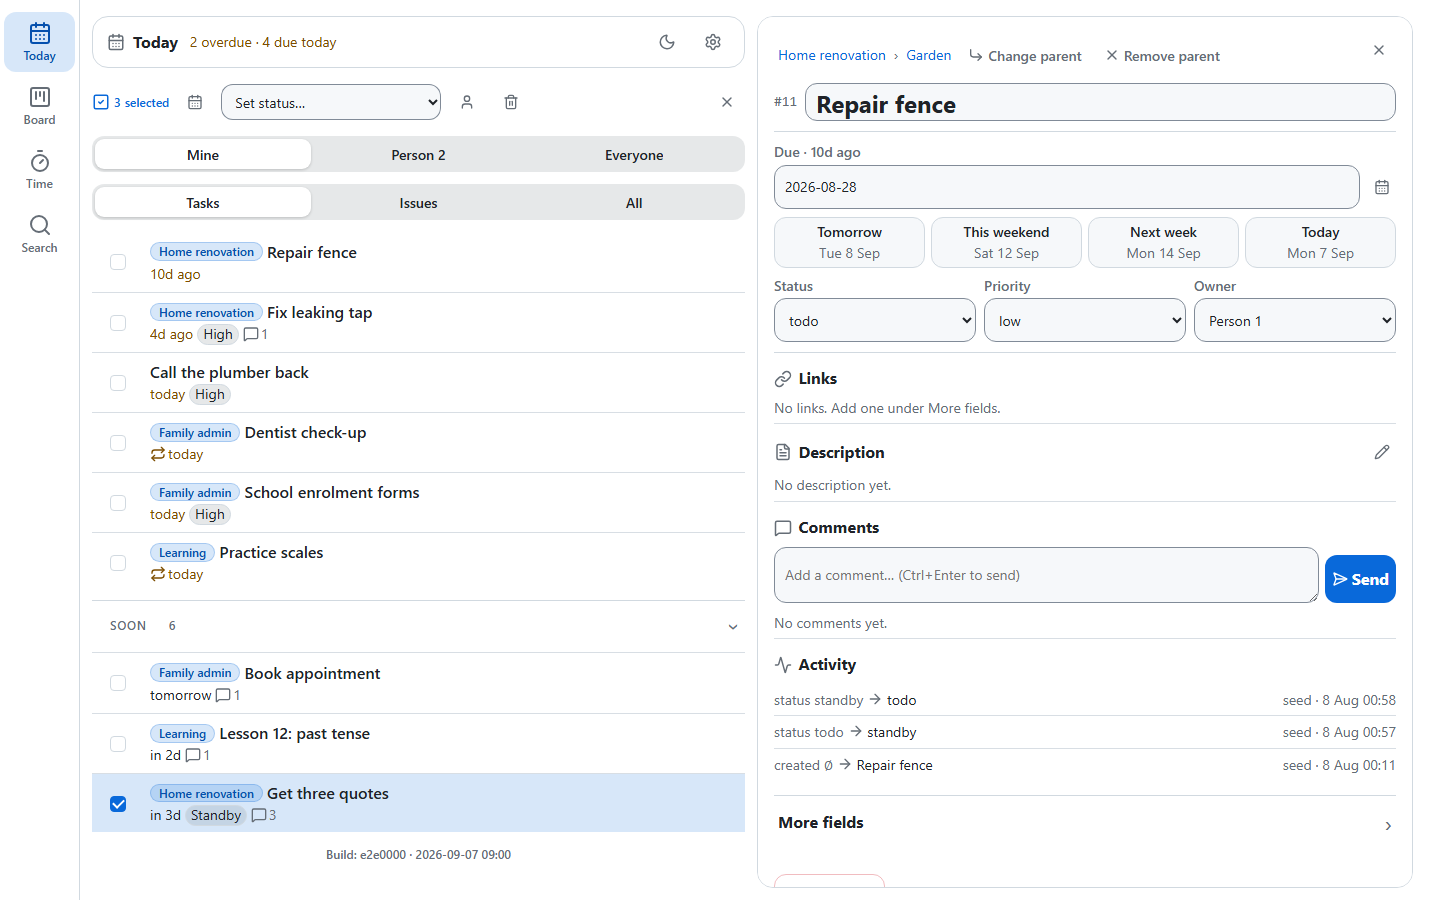 Today
Board
Time
Search
Today 2 overdue · 4 due today
3 selected
Set status...
Mine
Person 2
Everyone
Tasks
Issues
All
Home renovation Repair fence
10d ago
Home renovation Fix leaking tap
4d ago High 1
Call the plumber back
today High
Family admin Dentist check-up
today
Family admin School enrolment forms
today High
Learning Practice scales
today
SOON 6
Family admin Book appointment
tomorrow 1
Learning Lesson 12: past tense
in 2d 1
Home renovation Get three quotes
in 3d Standby 3
Build: e2e0000 · 2026-09-07 09:00
Home renovation › Garden Change parent Remove parent
#11 Repair fence
Due · 10d ago
2026-08-28
Tomorrow
Tue 8 Sep
This weekend
Sat 12 Sep
Next week
Mon 14 Sep
Today
Mon 7 Sep
Status
todo
Priority
low
Owner
Person 1
Links
No links. Add one under More fields.
Description
No description yet.
Comments
Add a comment... (Ctrl+Enter to send)
Send
No comments yet.
Activity
status standby → todo seed · 8 Aug 00:58
status todo → standby seed · 8 Aug 00:57
created ∅ → Repair fence seed · 8 Aug 00:11
More fields